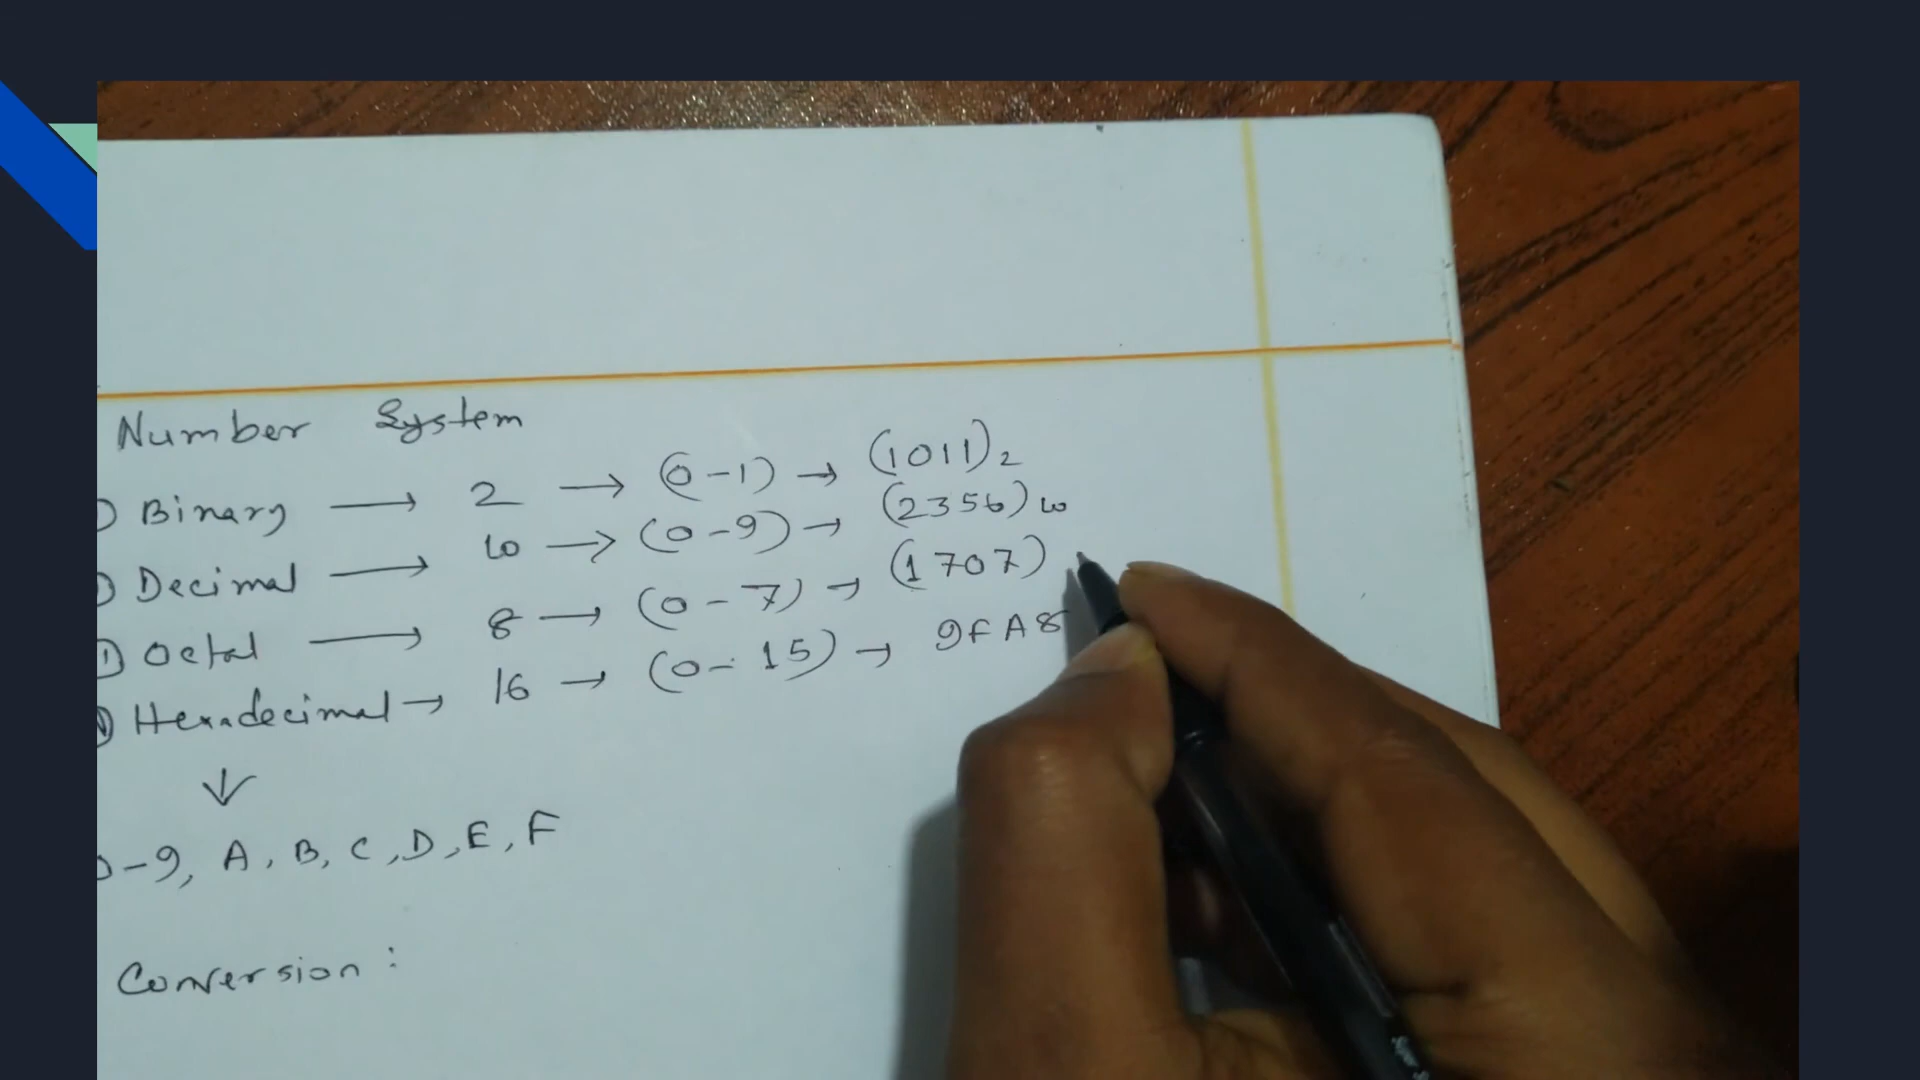 Number System
Binary → 2 → (0-1) → (1011)₂
Decimal → 10 → (0-9) → (2356)₁₀
Octal → 8 → (0-7) → (1707)
Hexadecimal → 16 → (0-15) → 9FA8
↓
0-9, A, B, C, D, E, F
Conversion :